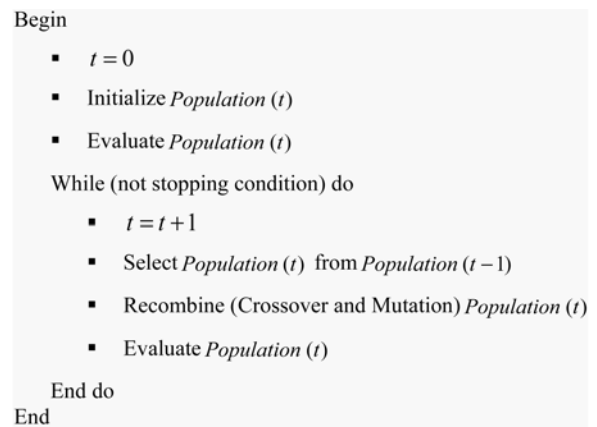 Begin
▪ t = 0
▪ Initialize Population (t)
▪ Evaluate Population (t)
While (not stopping condition) do
▪ t = t + 1
▪ Select Population (t) from Population (t − 1)
▪ Recombine (Crossover and Mutation) Population (t)
▪ Evaluate Population (t)
End do
End